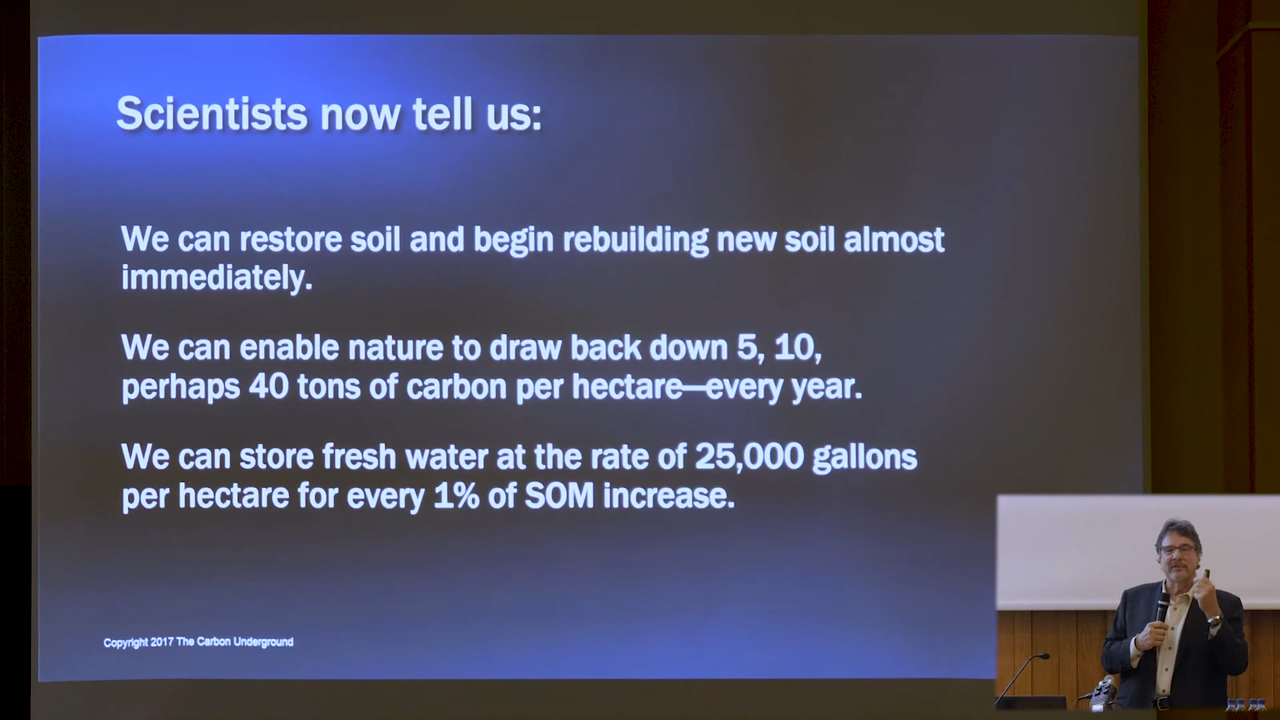 Scientists now tell us:
We can restore soil and begin rebuilding new soil almost
immediately.
We can enable nature to draw back down 5, 10,
perhaps 40 tons of carbon per hectare—every year.
We can store fresh water at the rate of 25,000 gallons
per hectare for every 1% of SOM increase.
Copyright 2017 The Carbon Underground